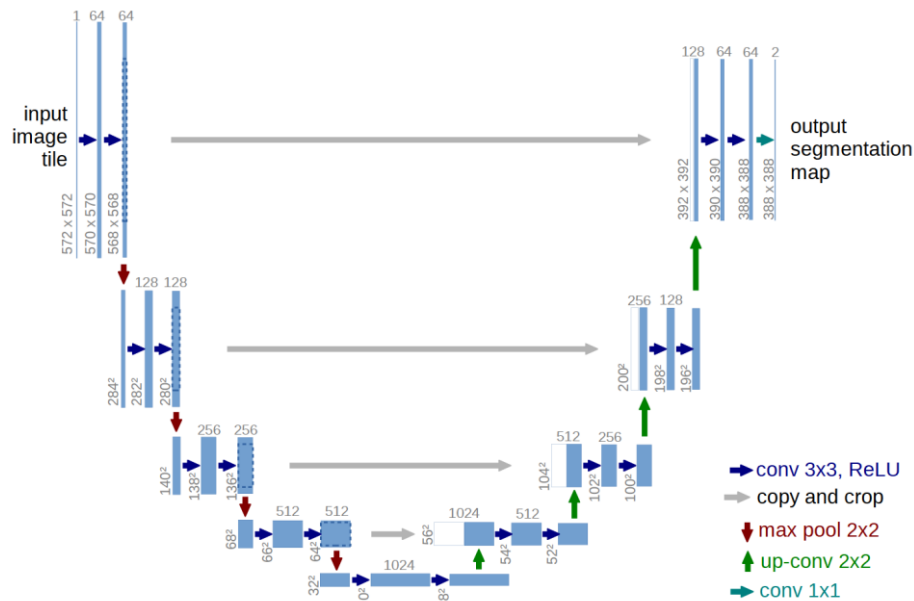 1 64 64
128 64 64 2
input
image
tile
output
segmentation
map
572 x 572
570 x 570
568 x 568
392 x 392
390 x 390
388 x 388
388 x 388
128 128
256 128
284²
282²
280²
200²
198²
196²
256 256
512 256
140²
138²
136²
104²
102²
100²
512 512
1024 512
68²
66²
64²
56²
54²
52²
1024
32²
0²
8²
conv 3x3, ReLU
copy and crop
max pool 2x2
up-conv 2x2
conv 1x1